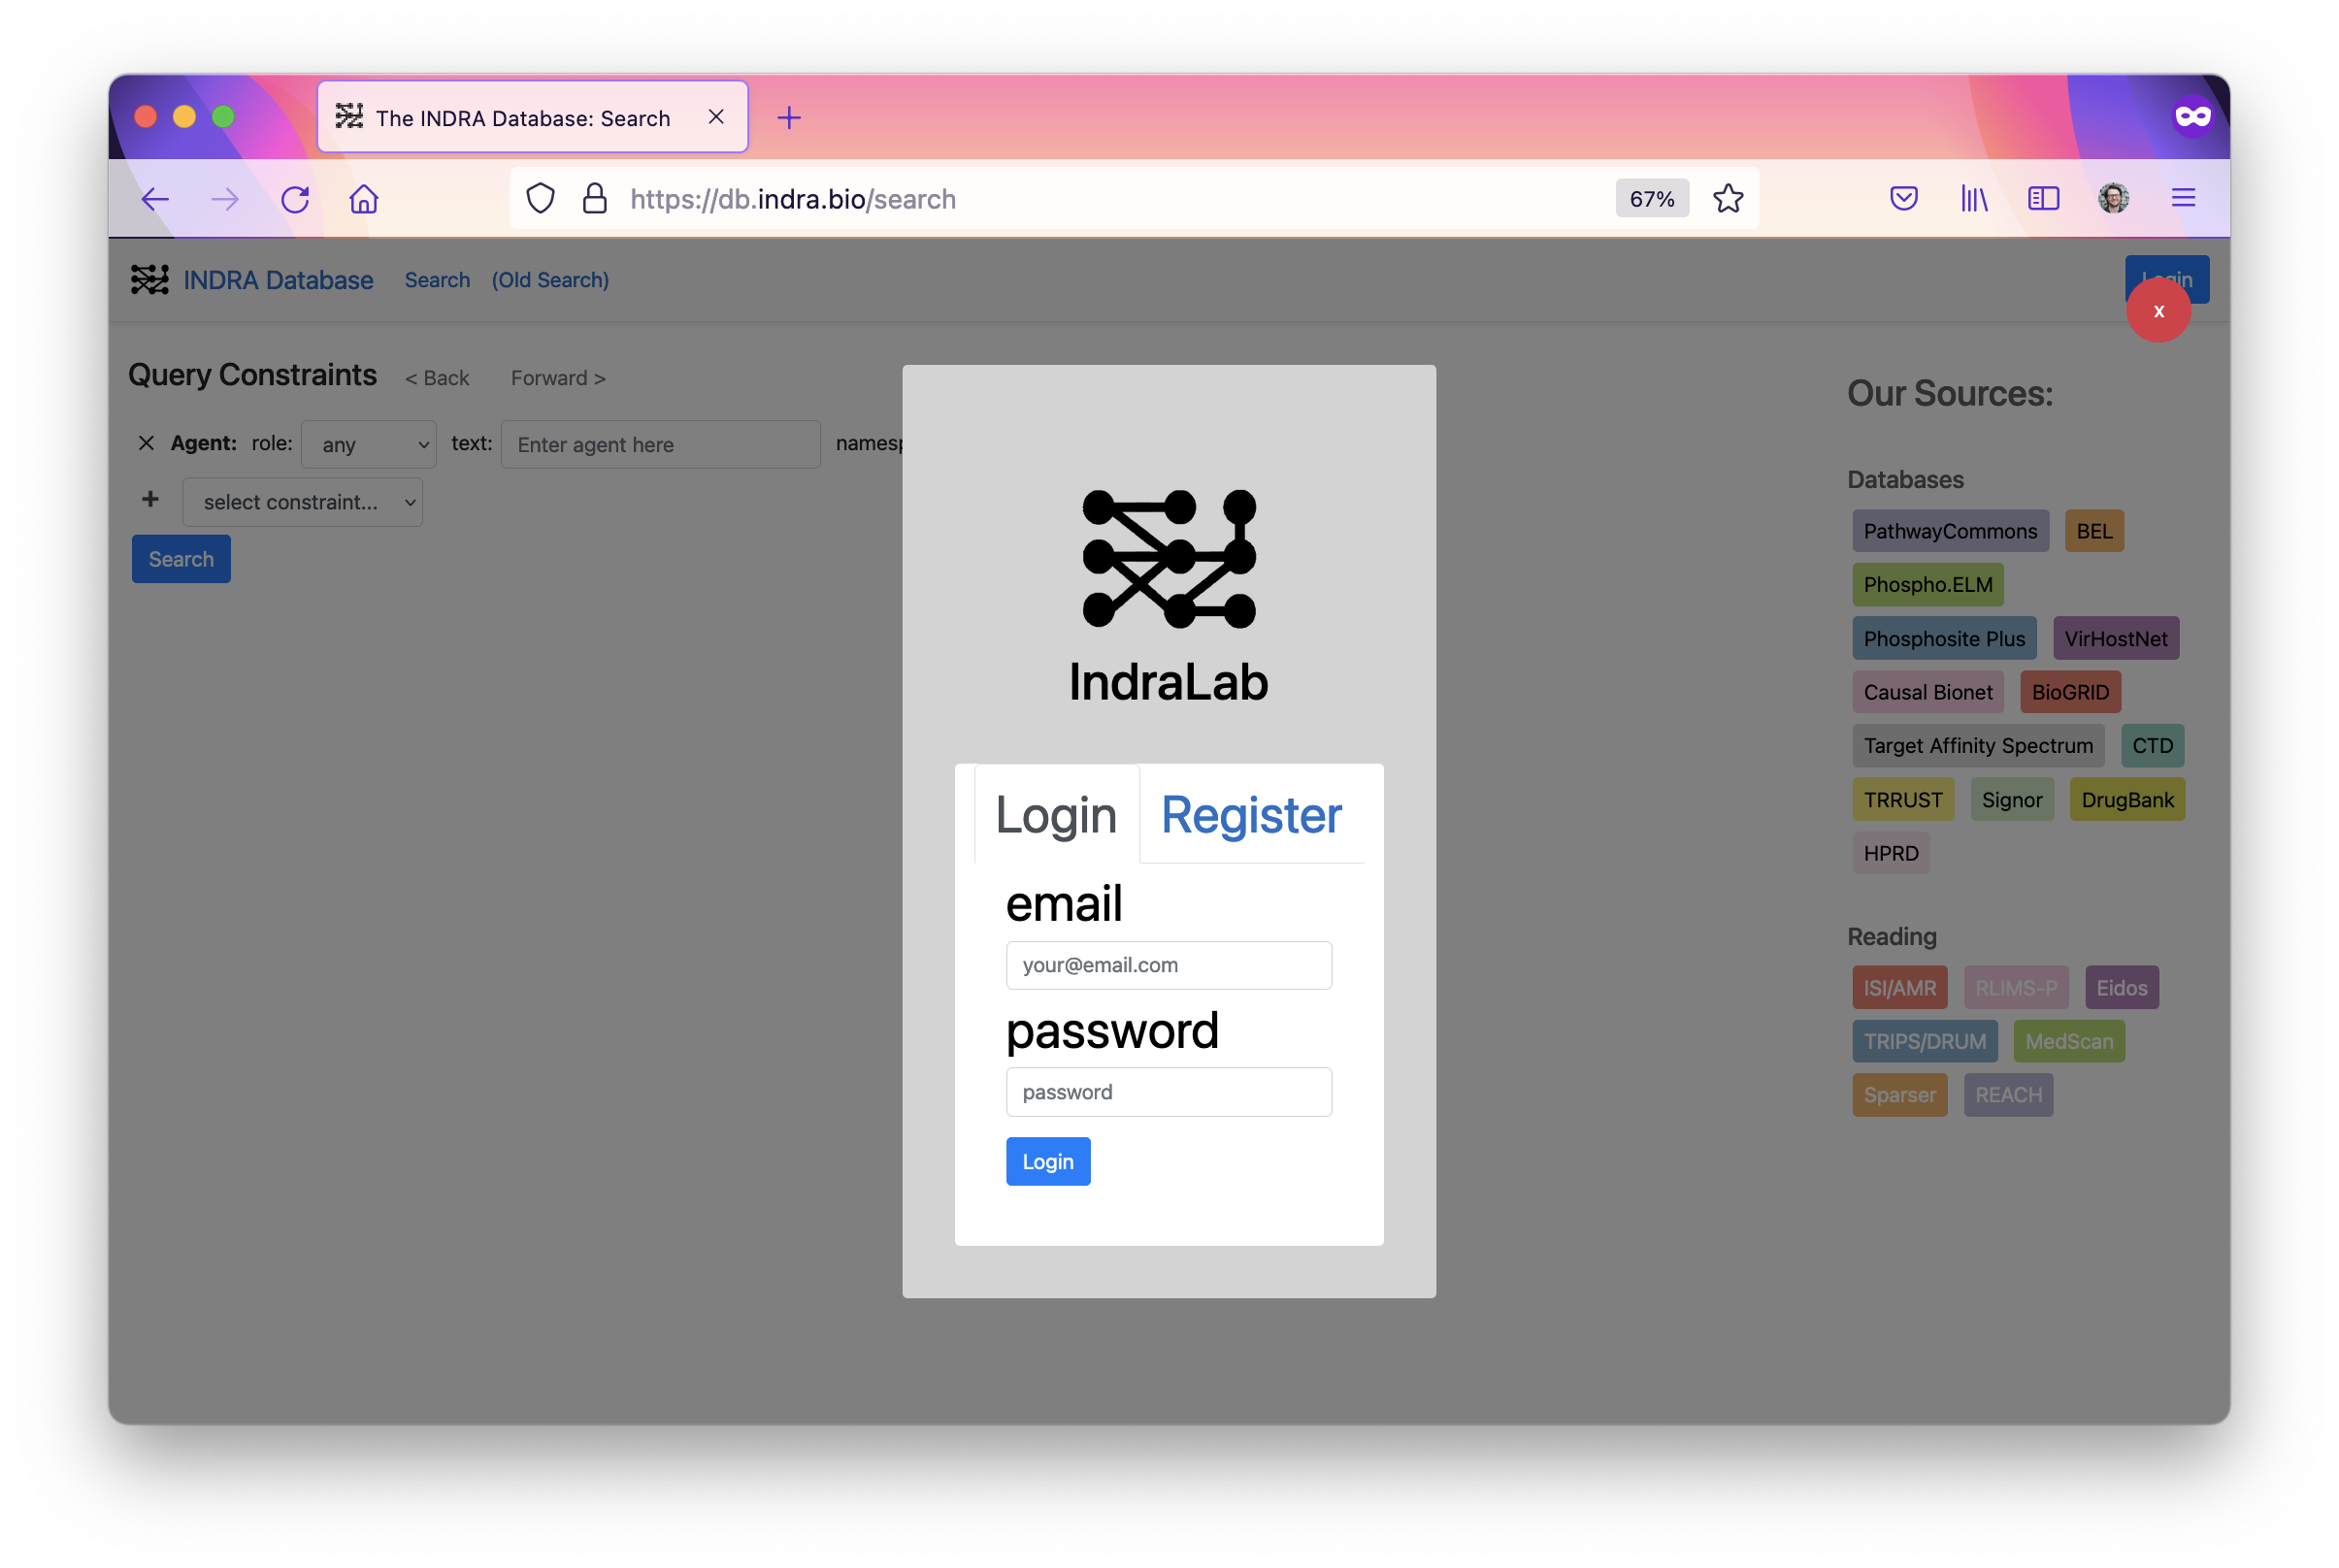 The INDRA Database: Search
https://db.indra.bio/search
67%
INDRA Database Search (Old Search)
x
Query Constraints < Back Forward >
Agent: role: any text: Enter agent here
select constraint...
Search
IndraLab
Login Register
email
your@email.com
password
password
Login
Our Sources:
Databases
PathwayCommons BEL
Phospho.ELM
Phosphosite Plus VirHostNet
Causal Bionet BioGRID
Target Affinity Spectrum CTD
TRRUST Signor DrugBank
HPRD
Reading
ISI/AMR RLIMS-P Eidos
TRIPS/DRUM MedScan
Sparser REACH